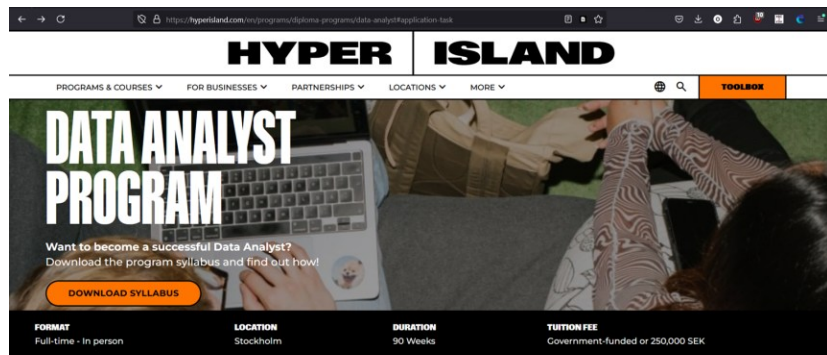 https://hyperisland.com/en/programs/diploma-programs/data-analyst#application-task
HYPER ISLAND
PROGRAMS & COURSES FOR BUSINESSES PARTNERSHIPS LOCATIONS MORE TOOLBOX
DATA ANALYST
PROGRAM
Want to become a successful Data Analyst?
Download the program syllabus and find out how!
DOWNLOAD SYLLABUS
FORMAT LOCATION DURATION TUITION FEE
Full-time - In person Stockholm 90 Weeks Government-funded or 250,000 SEK